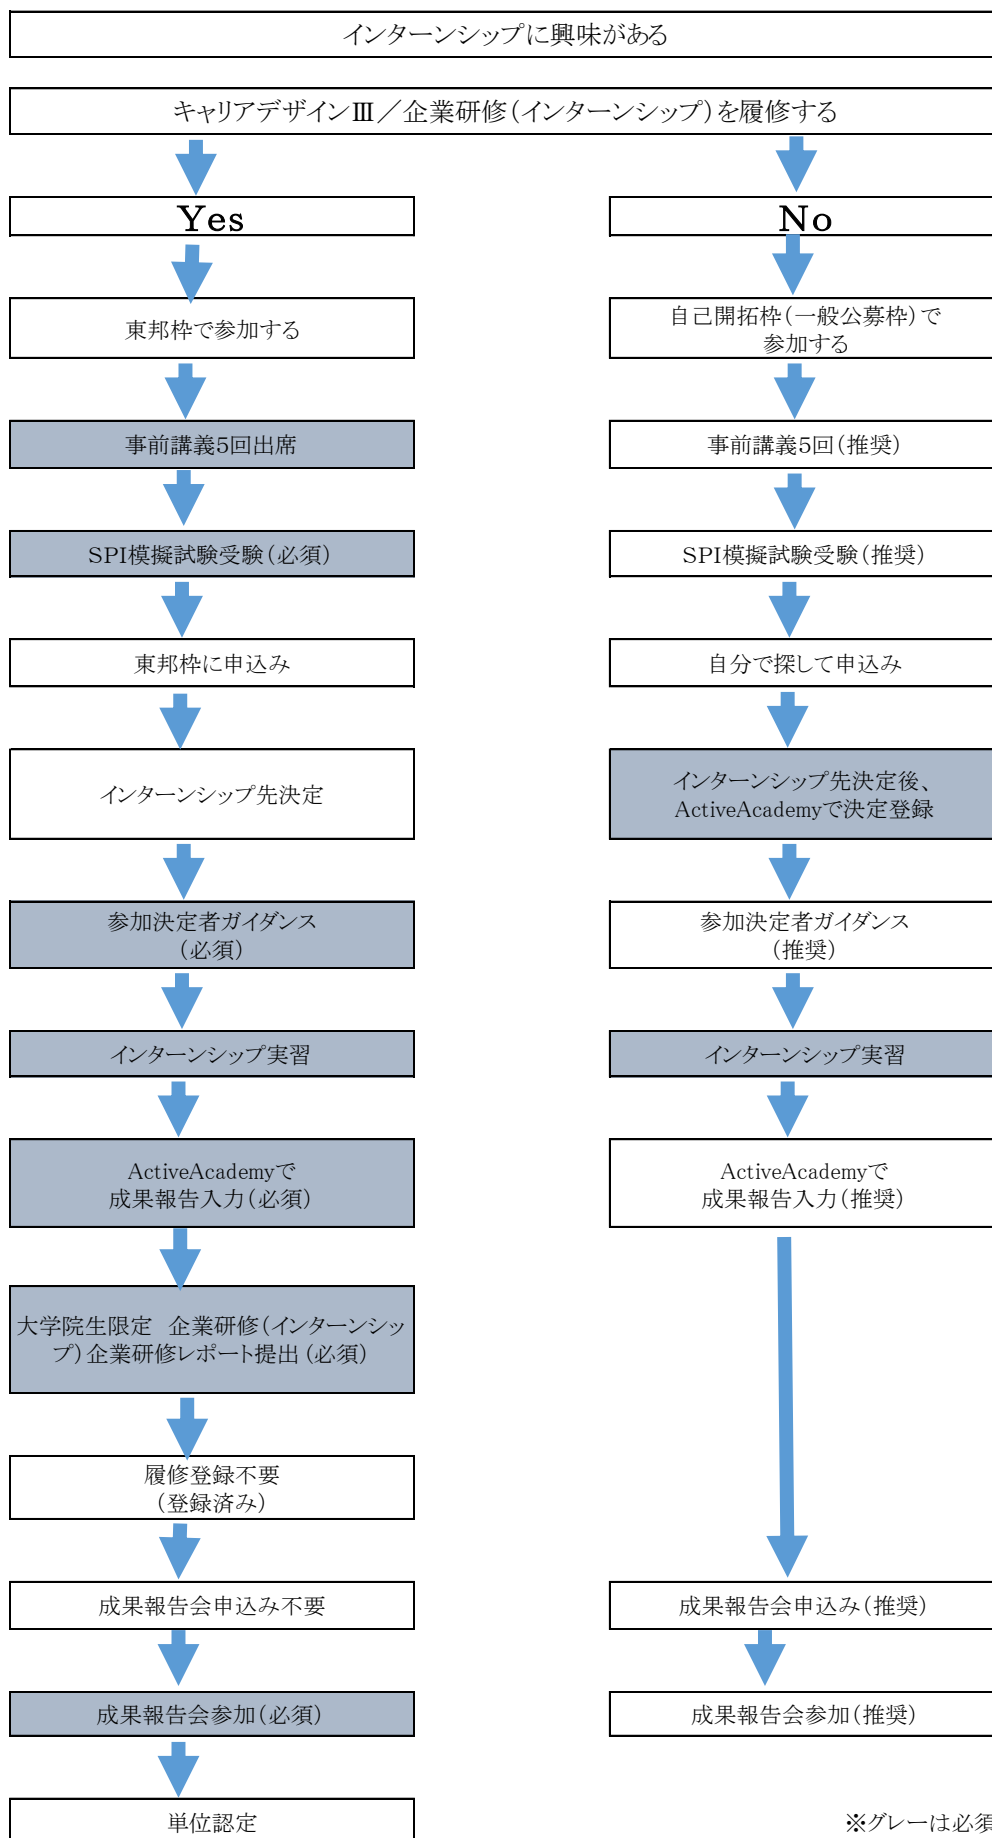 インターンシップに興味がある
キャリアデザインⅢ／企業研修（インターンシップ）を履修する
Yes
No
東邦枠で参加する
自己開拓枠（一般公募枠）で
参加する
事前講義5回出席
事前講義5回（推奨）
SPI模擬試験受験（必須）
SPI模擬試験受験（推奨）
東邦枠に申込み
自分で探して申込み
インターンシップ先決定
インターンシップ先決定後、
ActiveAcademyで決定登録
参加決定者ガイダンス
（必須）
参加決定者ガイダンス
（推奨）
インターンシップ実習
インターンシップ実習
ActiveAcademyで
成果報告入力（必須）
ActiveAcademyで
成果報告入力（推奨）
大学院生限定　企業研修（インターンシッ
プ）企業研修レポート提出（必須）
履修登録不要
（登録済み）
成果報告会申込み不要
成果報告会申込み（推奨）
成果報告会参加（必須）
成果報告会参加（推奨）
単位認定
※グレーは必須